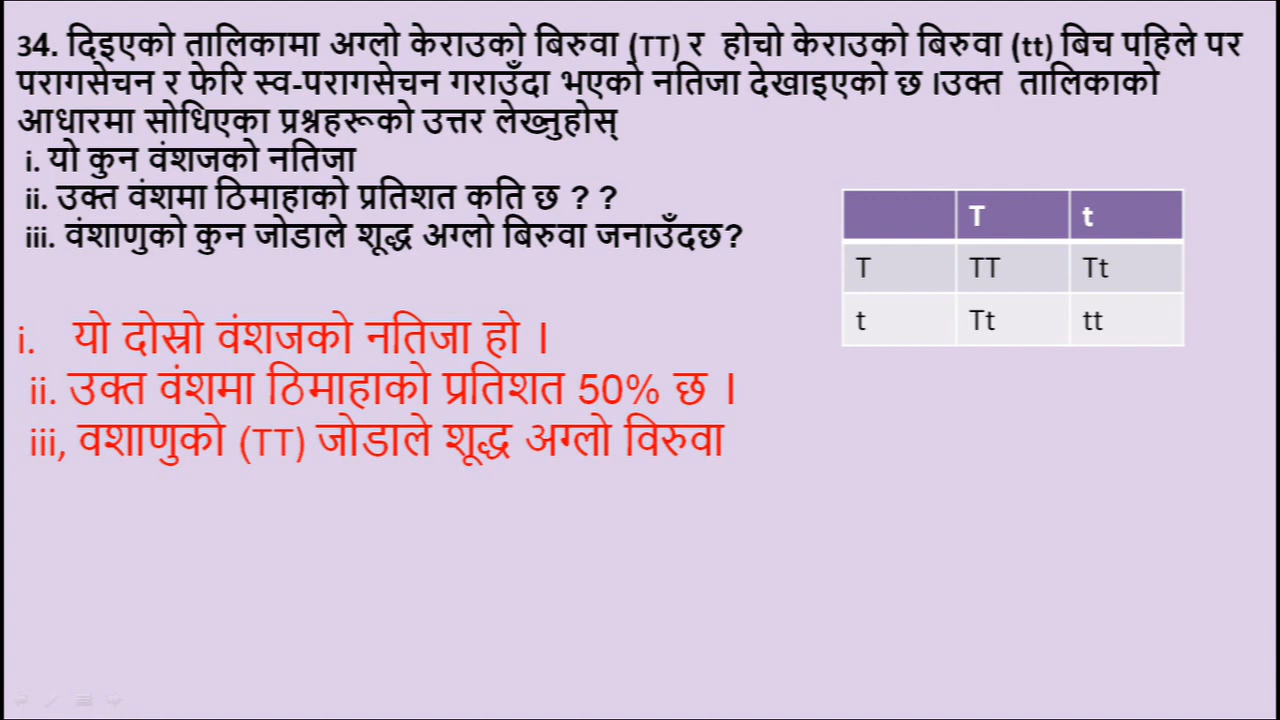 34. दिइएको तालिकामा अग्लो केराउको बिरुवा (TT) र होचो केराउको बिरुवा (tt) बिच पहिले पर
परागसेचन र फेरि स्व-परागसेचन गराउँदा भएको नतिजा देखाइएको छ ।उक्त तालिकाको
आधारमा सोधिएका प्रश्नहरूको उत्तर लेख्नुहोस्
i. यो कुन वंशजको नतिजा
ii. उक्त वंशमा ठिमाहाको प्रतिशत कति छ ? ?
iii. वंशाणुको कुन जोडाले शूद्ध अग्लो बिरुवा जनाउँदछ?
T t
T TT Tt
t Tt tt
i. यो दोस्रो वंशजको नतिजा हो ।
ii. उक्त वंशमा ठिमाहाको प्रतिशत 50% छ ।
iii, वशाणुको (TT) जोडाले शूद्ध अग्लो विरुवा